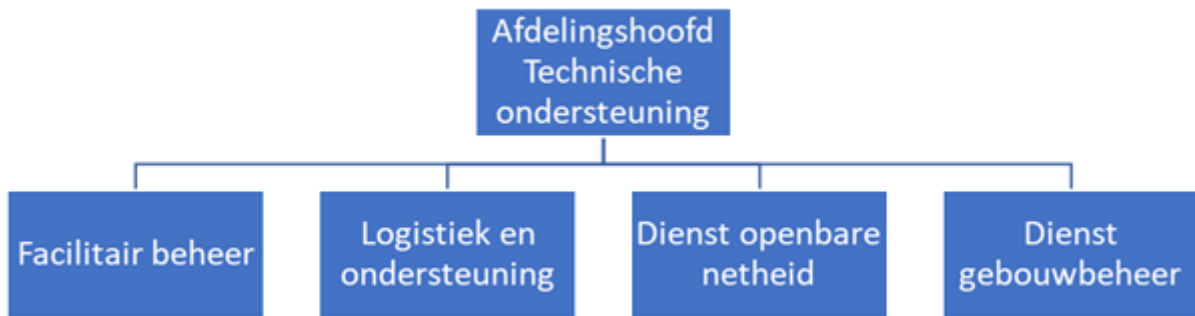 Afdelingshoofd
Technische
ondersteuning
Facilitair beheer
Logistiek en
ondersteuning
Dienst openbare
netheid
Dienst
gebouwbeheer